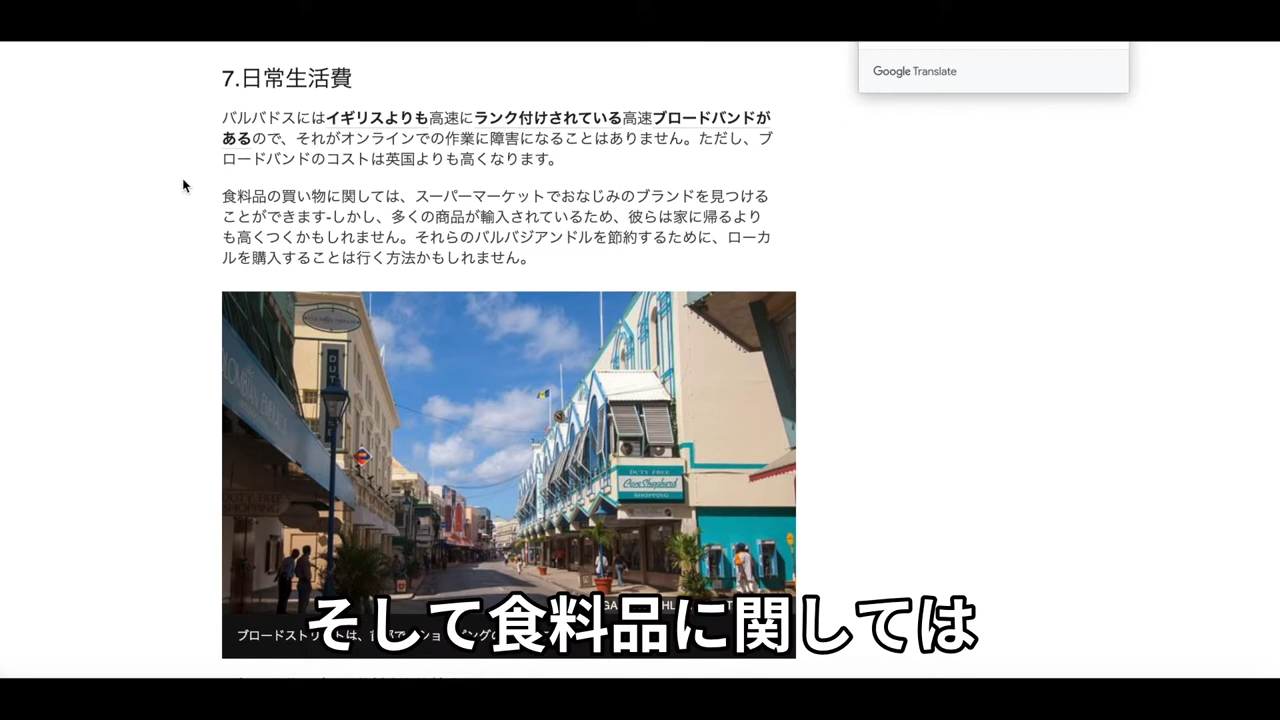 Google Translate
7.日常生活費
バルバドスにはイギリスよりも高速にランク付けされている高速ブロードバンドが
あるので、それがオンラインでの作業に障害になることはありません。ただし、ブ
ロードバンドのコストは英国よりも高くなります。
食料品の買い物に関しては、スーパーマーケットでおなじみのブランドを見つける
ことができます-しかし、多くの商品が輸入されているため、彼らは家に帰るより
も高くつくかもしれません。それらのバルバジアンドルを節約するために、ローカ
ルを購入することは行く方法かもしれません。
DUTY FREE
Cave Shepherd
SHOPPING
DUTY FREE
SHOPPING
ブロードストリートは、
そして食料品に関しては